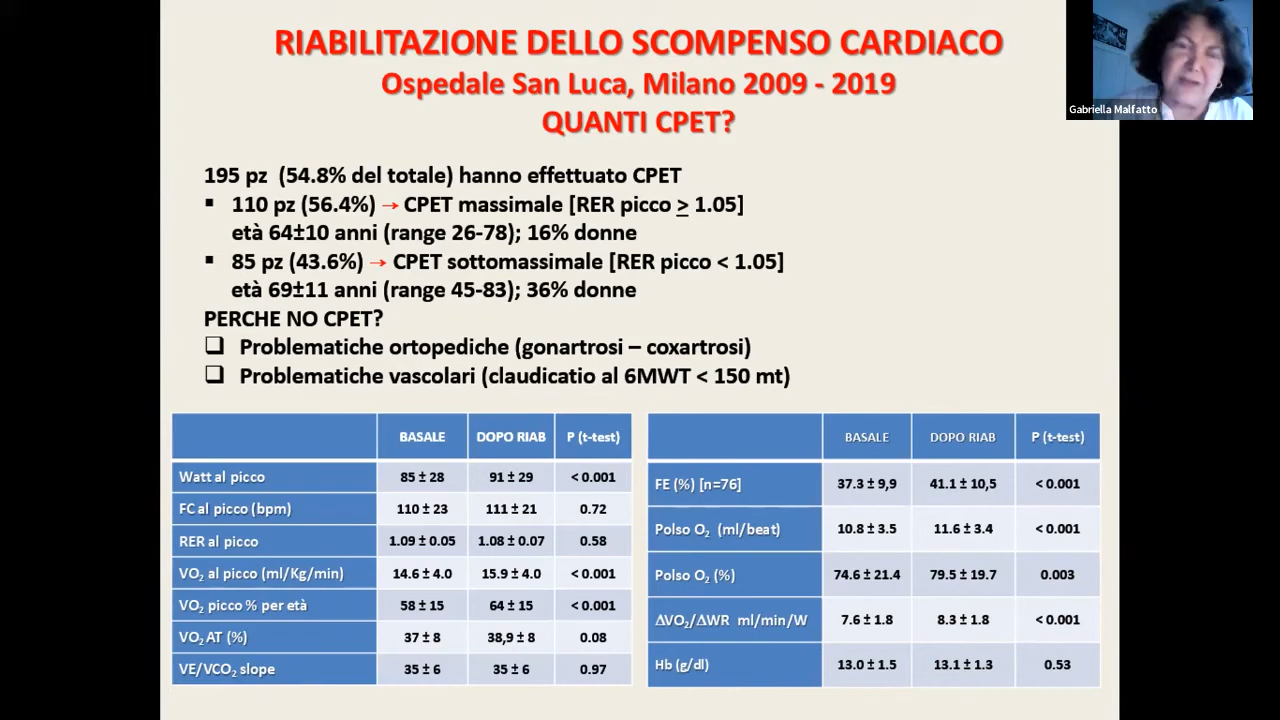 RIABILITAZIONE DELLO SCOMPENSO CARDIACO
Ospedale San Luca, Milano 2009 - 2019
QUANTI CPET?
Gabriella Malfatto
195 pz (54.8% del totale) hanno effettuato CPET
▪ 110 pz (56.4%) → CPET massimale [RER picco ≥ 1.05]
età 64±10 anni (range 26-78); 16% donne
▪ 85 pz (43.6%) → CPET sottomassimale [RER picco < 1.05]
età 69±11 anni (range 45-83); 36% donne
PERCHE NO CPET?
❑ Problematiche ortopediche (gonartrosi – coxartrosi)
❑ Problematiche vascolari (claudicatio al 6MWT < 150 mt)
BASALE DOPO RIAB P (t-test)
Watt al picco 85 ± 28 91 ± 29 < 0.001
FC al picco (bpm) 110 ± 23 111 ± 21 0.72
RER al picco 1.09 ± 0.05 1.08 ± 0.07 0.58
VO₂ al picco (ml/Kg/min) 14.6 ± 4.0 15.9 ± 4.0 < 0.001
VO₂ picco % per età 58 ± 15 64 ± 15 < 0.001
VO₂ AT (%) 37 ± 8 38,9 ± 8 0.08
VE/VCO₂ slope 35 ± 6 35 ± 6 0.97
BASALE DOPO RIAB P (t-test)
FE (%) [n=76] 37.3 ± 9,9 41.1 ± 10,5 < 0.001
Polso O₂ (ml/beat) 10.8 ± 3.5 11.6 ± 3.4 < 0.001
Polso O₂ (%) 74.6 ± 21.4 79.5 ± 19.7 0.003
ΔVO₂/ΔWR ml/min/W 7.6 ± 1.8 8.3 ± 1.8 < 0.001
Hb (g/dl) 13.0 ± 1.5 13.1 ± 1.3 0.53